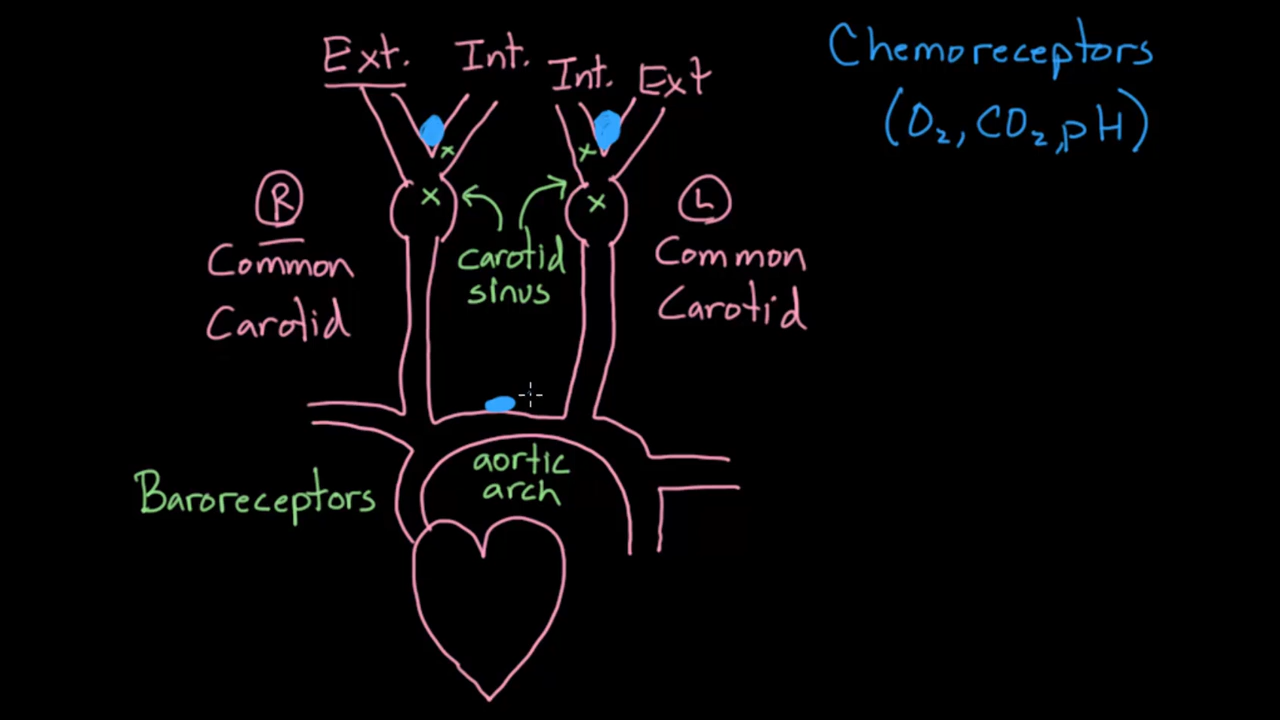 Ext. Int. Int. Ext
Chemoreceptors
(O₂, CO₂, pH)
R
Common
Carotid
carotid
sinus
L
Common
Carotid
Baroreceptors
aortic
arch